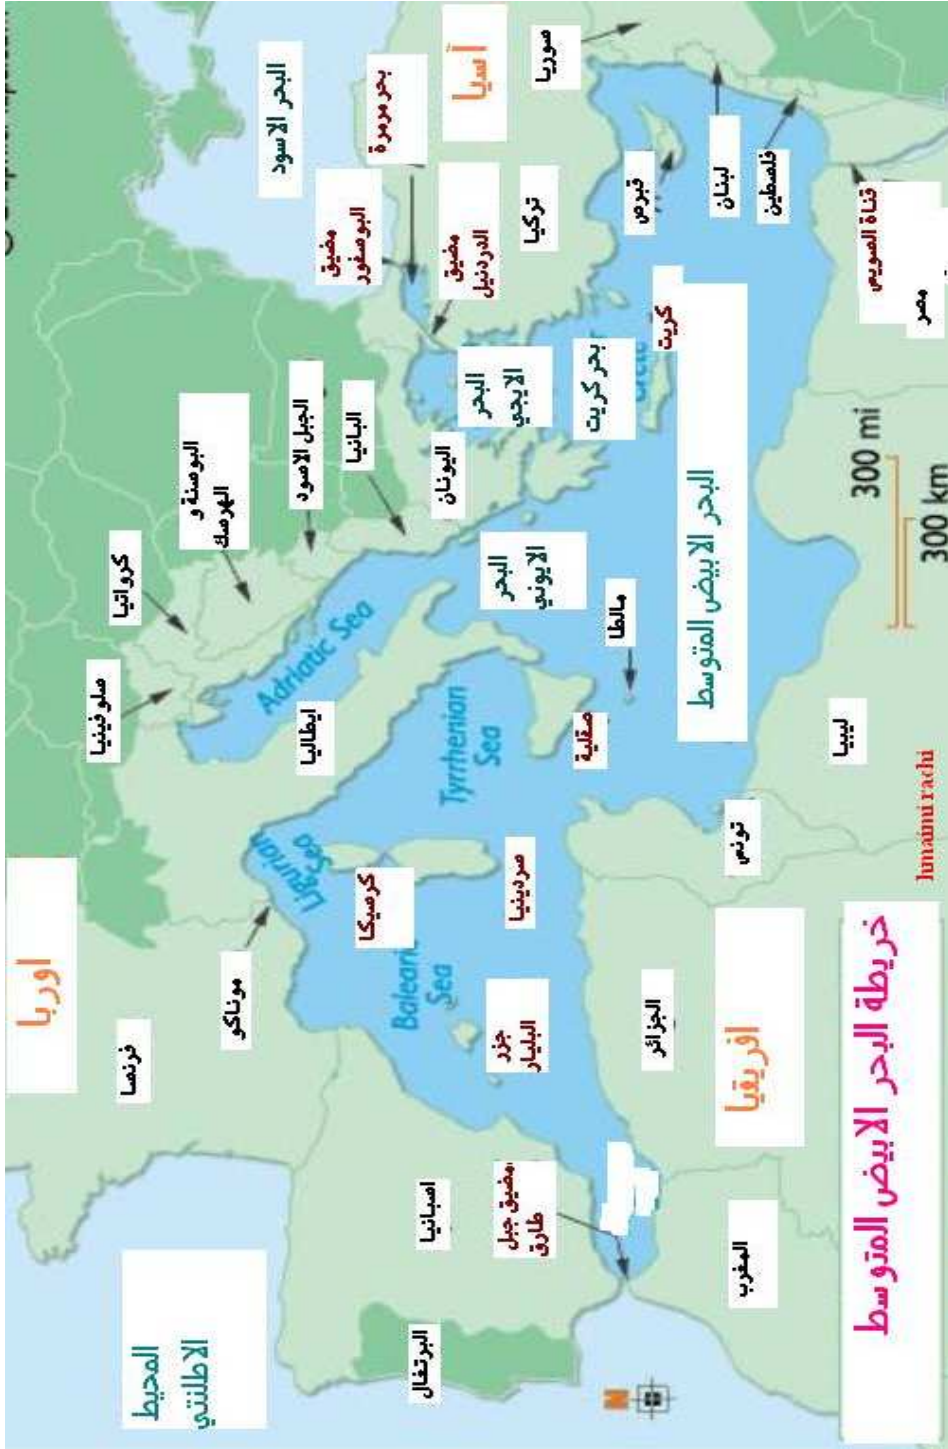 اوربا
آسيا
البحر الاسود
بحر مرمرة
سوريا
مضيق
البوسفور
مضيق
الدردنيل
تركيا
قبرص
لبنان
فلسطين
قناة السويس
مصر
كرواتيا
البوسنة و
الهرسك
الجبل الاسود
البانيا
اليونان
البحر
الايجي
بحر كريت
كريت
سلوفينيا
Adriatic Sea
ايطاليا
Tyrrhenian
Sea
البحر
الايوني
صقلية
مالطا
البحر الابيض المتوسط
300 mi
300 km
فرنسا
موناكو
Ligurian
Sea
كرسيكا
سردينيا
Balearic
Sea
جزر
البليار
تونس
ليبيا
الجزائر
افريقيا
المحيط
الاطلنتي
اسبانيا
البرتغال
مضيق جبل
طارق
المغرب
N
خريطة البحر الابيض المتوسط